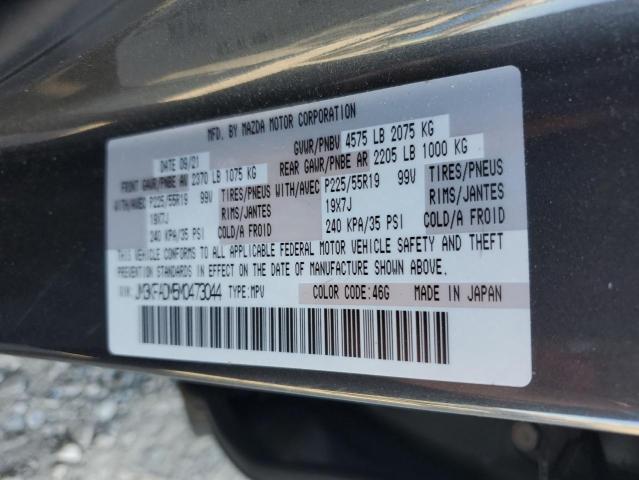 MFD. BY MAZDA MOTOR CORPORATION
DATE 09/21 GVWR/PNBV 4575 LB 2075 KG
FRONT GAWR/PNBE AV 2370 LB 1075 KG REAR GAWR/PNBE AR 2205 LB 1000 KG
WITH/AVEC P225/55R19 99V TIRES/PNEUS WITH/AVEC P225/55R19 99V TIRES/PNEUS
19X7J RIMS/JANTES 19X7J RIMS/JANTES
240 KPA/35 PSI COLD/A FROID 240 KPA/35 PSI COLD/A FROID
THIS VEHICLE CONFORMS TO ALL APPLICABLE FEDERAL MOTOR VEHICLE SAFETY AND THEFT
PREVENTION STANDARDS IN EFFECT ON THE DATE OF MANUFACTURE SHOWN ABOVE.
VIN: TYPE:MPV COLOR CODE:46G MADE IN JAPAN